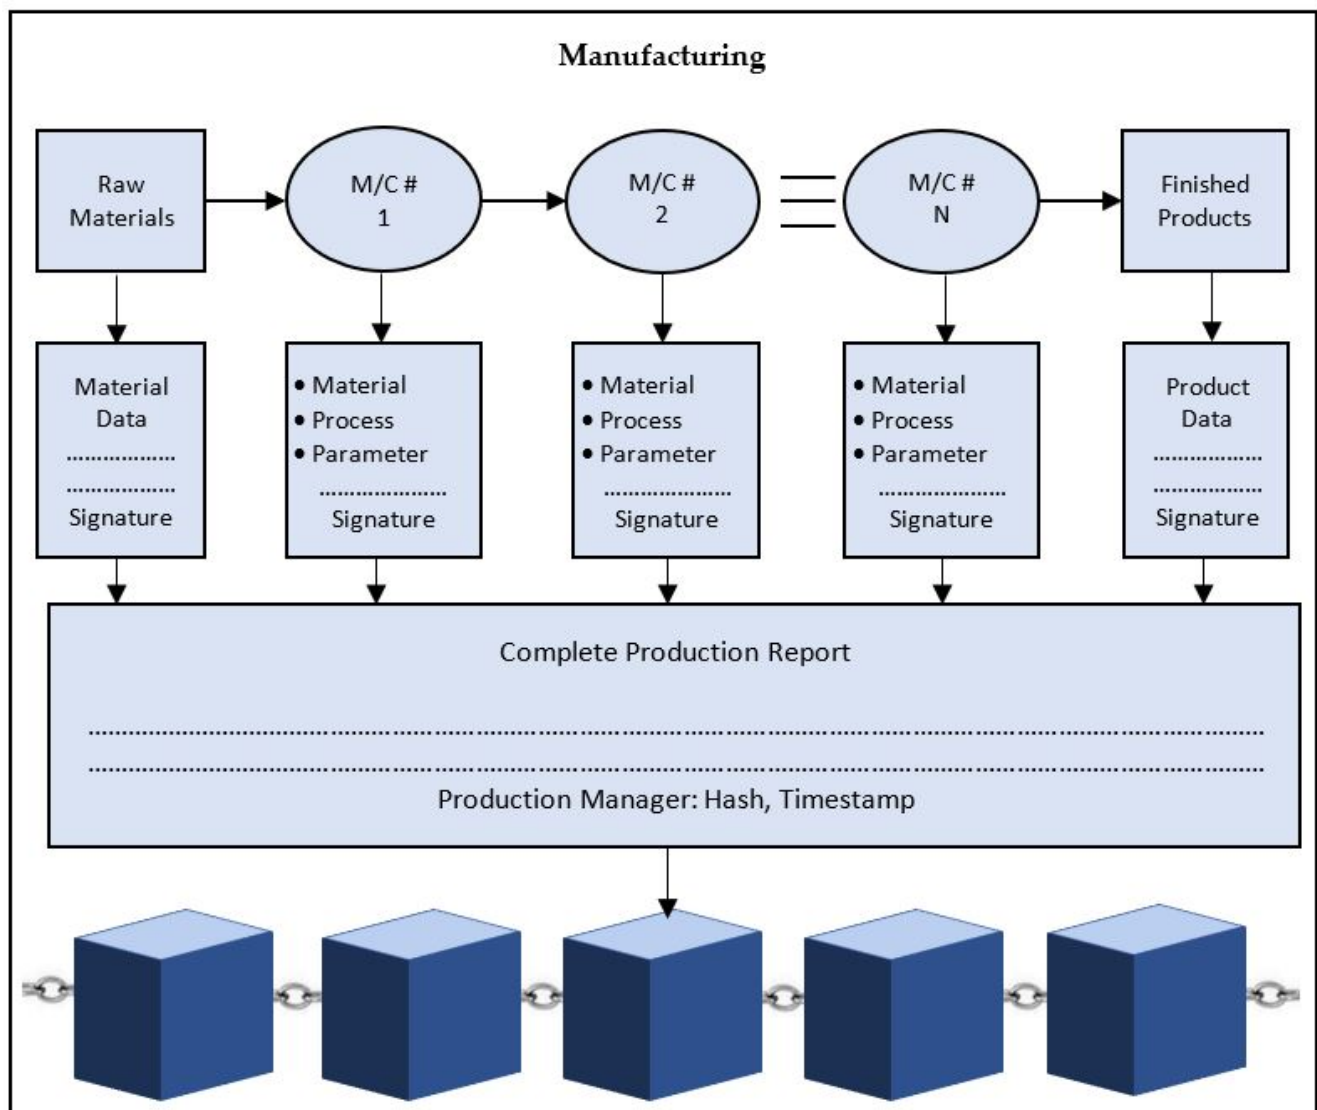 Manufacturing
Raw
Materials
M/C #
1
M/C #
2
M/C #
N
Finished
Products
Material
Data
..................
..................
Signature
• Material
• Process
• Parameter
.....................
Signature
• Material
• Process
• Parameter
.....................
Signature
• Material
• Process
• Parameter
.....................
Signature
Product
Data
..................
..................
Signature
Complete Production Report
................................................................................
................................................................................
Production Manager: Hash, Timestamp